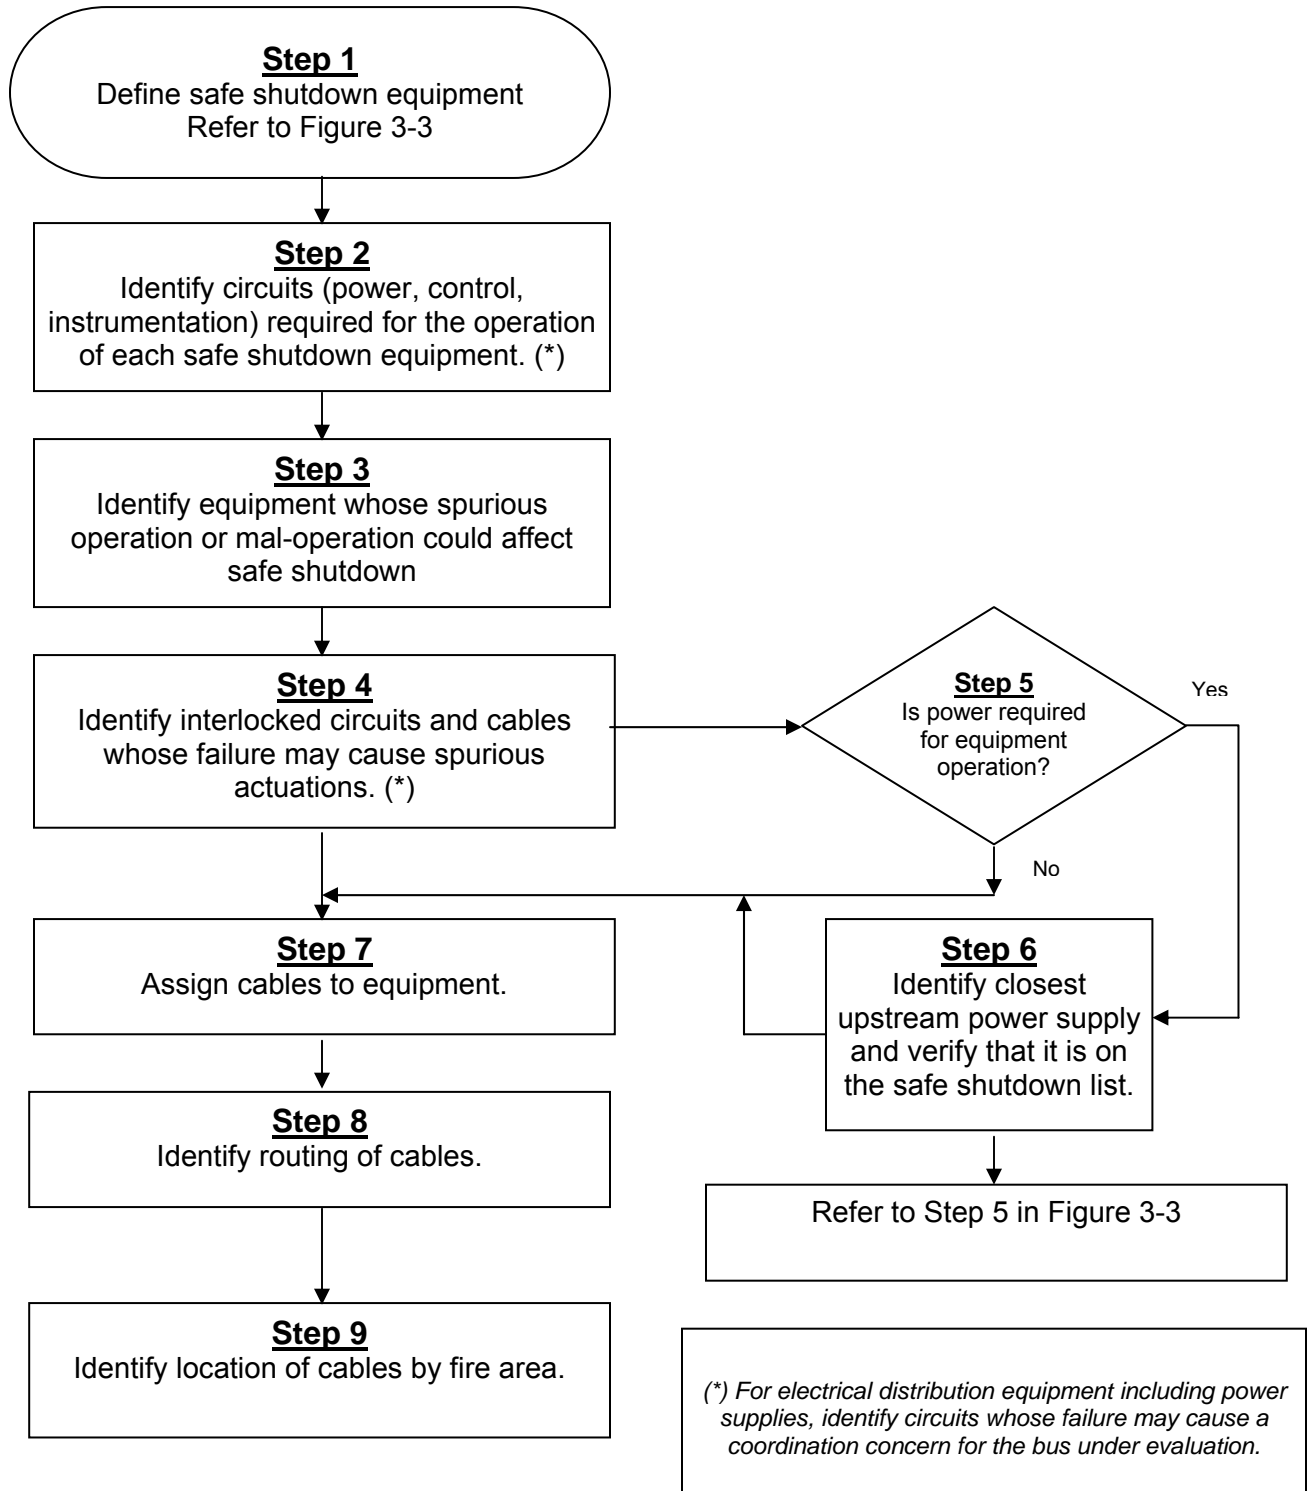 Step 1
Define safe shutdown equipment
Refer to Figure 3-3
Step 2
Identify circuits (power, control,
instrumentation) required for the operation
of each safe shutdown equipment. (*)
Step 3
Identify equipment whose spurious
operation or mal-operation could affect
safe shutdown
Step 4
Identify interlocked circuits and cables
whose failure may cause spurious
actuations. (*)
Step 5
Is power required
for equipment
operation?
Yes
No
Step 6
Identify closest
upstream power supply
and verify that it is on
the safe shutdown list.
Refer to Step 5 in Figure 3-3
Step 7
Assign cables to equipment.
Step 8
Identify routing of cables.
Step 9
Identify location of cables by fire area.
(*) For electrical distribution equipment including power
supplies, identify circuits whose failure may cause a
coordination concern for the bus under evaluation.